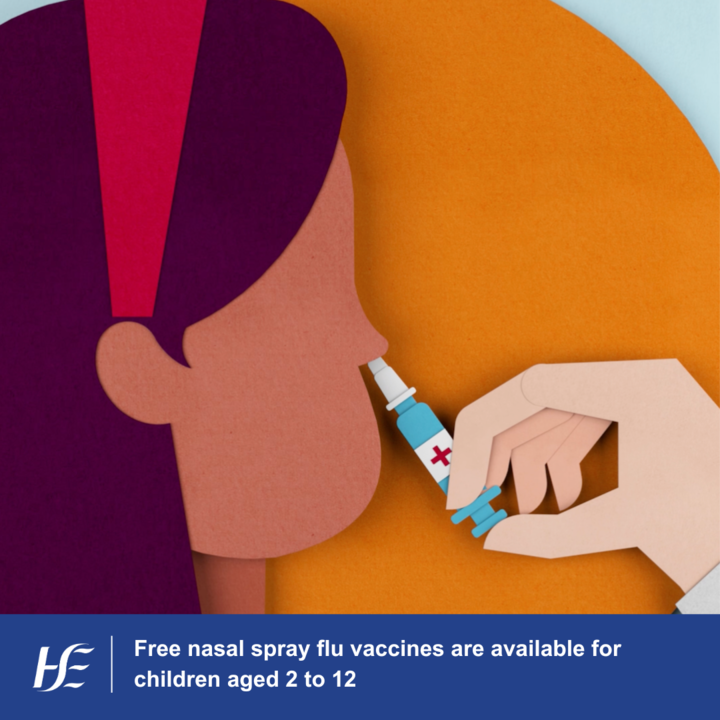 HSE
Free nasal spray flu vaccines are available for
children aged 2 to 12